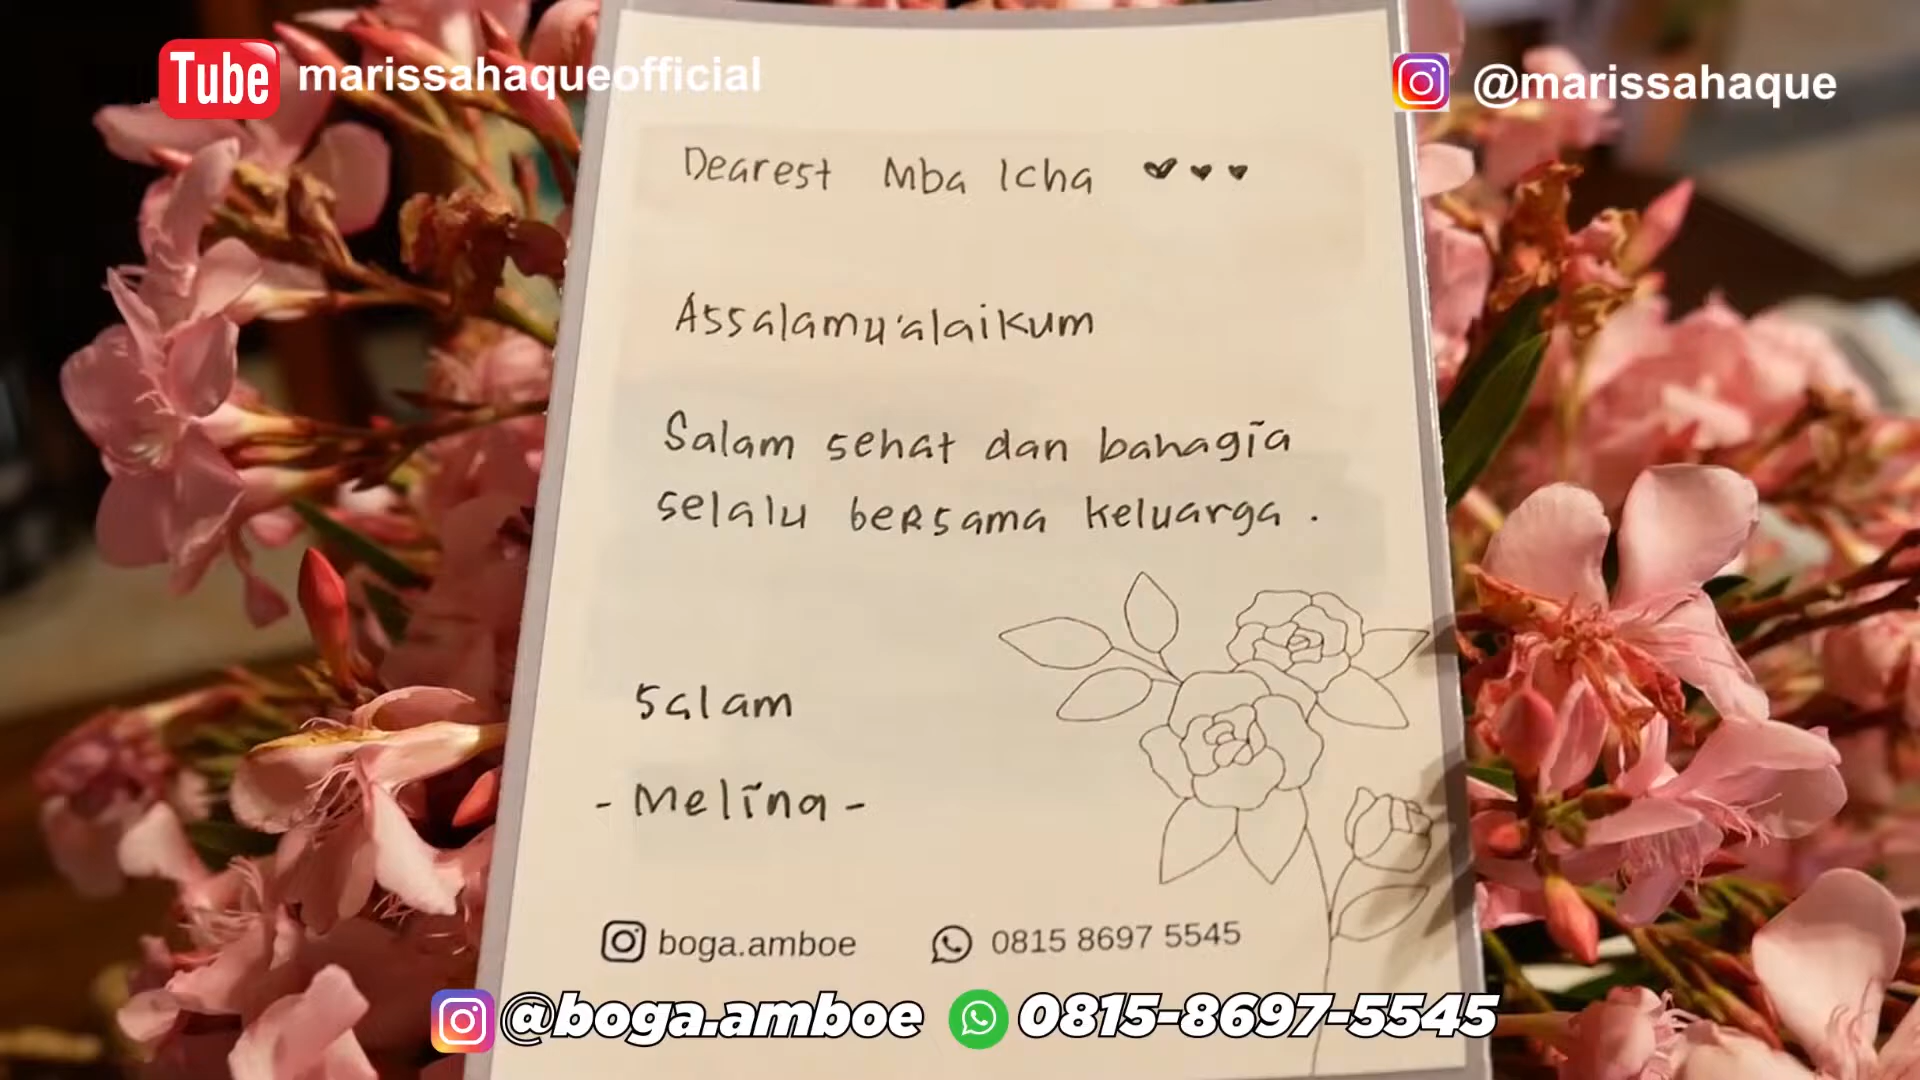 Tube marissahaqueofficial
@marissahaque
Dearest Mba Icha
Assalamu'alaikum
Salam sehat dan bahagia
selalu bersama keluarga.
Salam
- Melina -
boga.amboe 0815 8697 5545
@boga.amboe 0815-8697-5545